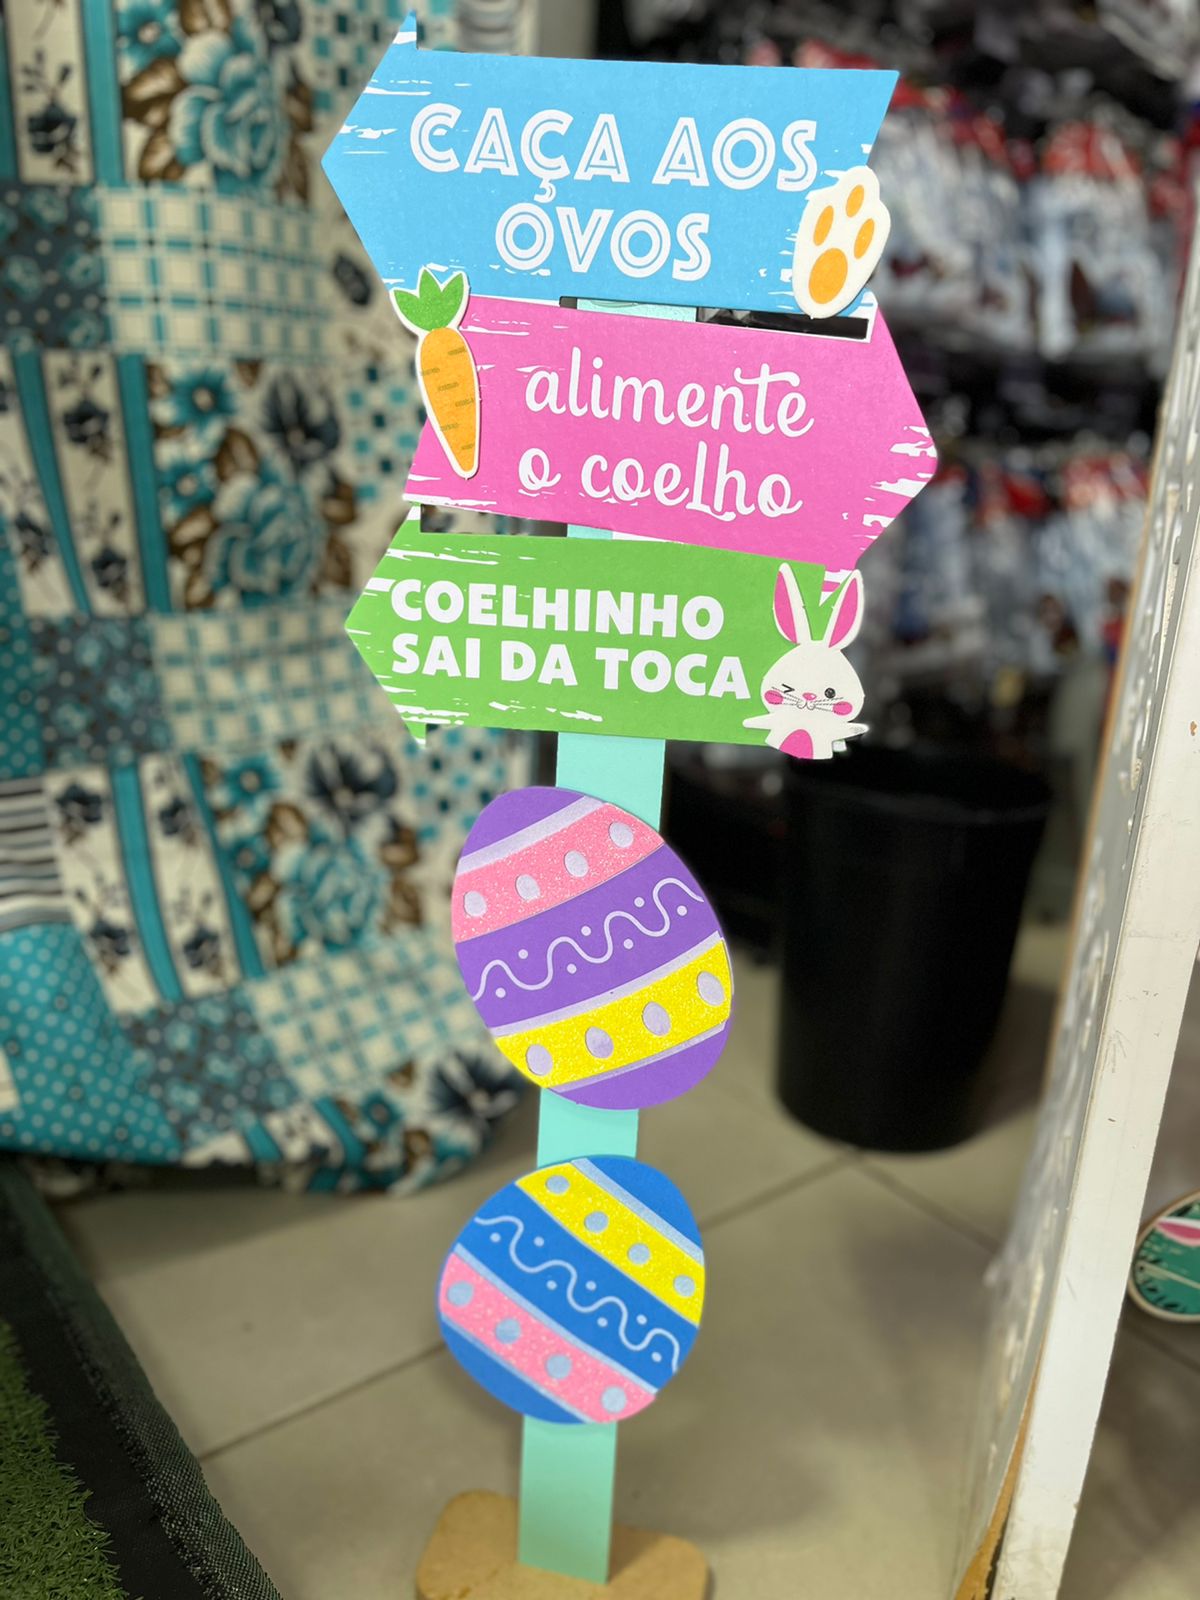 CAÇA AOS
OVOS
alimente
o coelho
COELHINHO
SAI DA TOCA